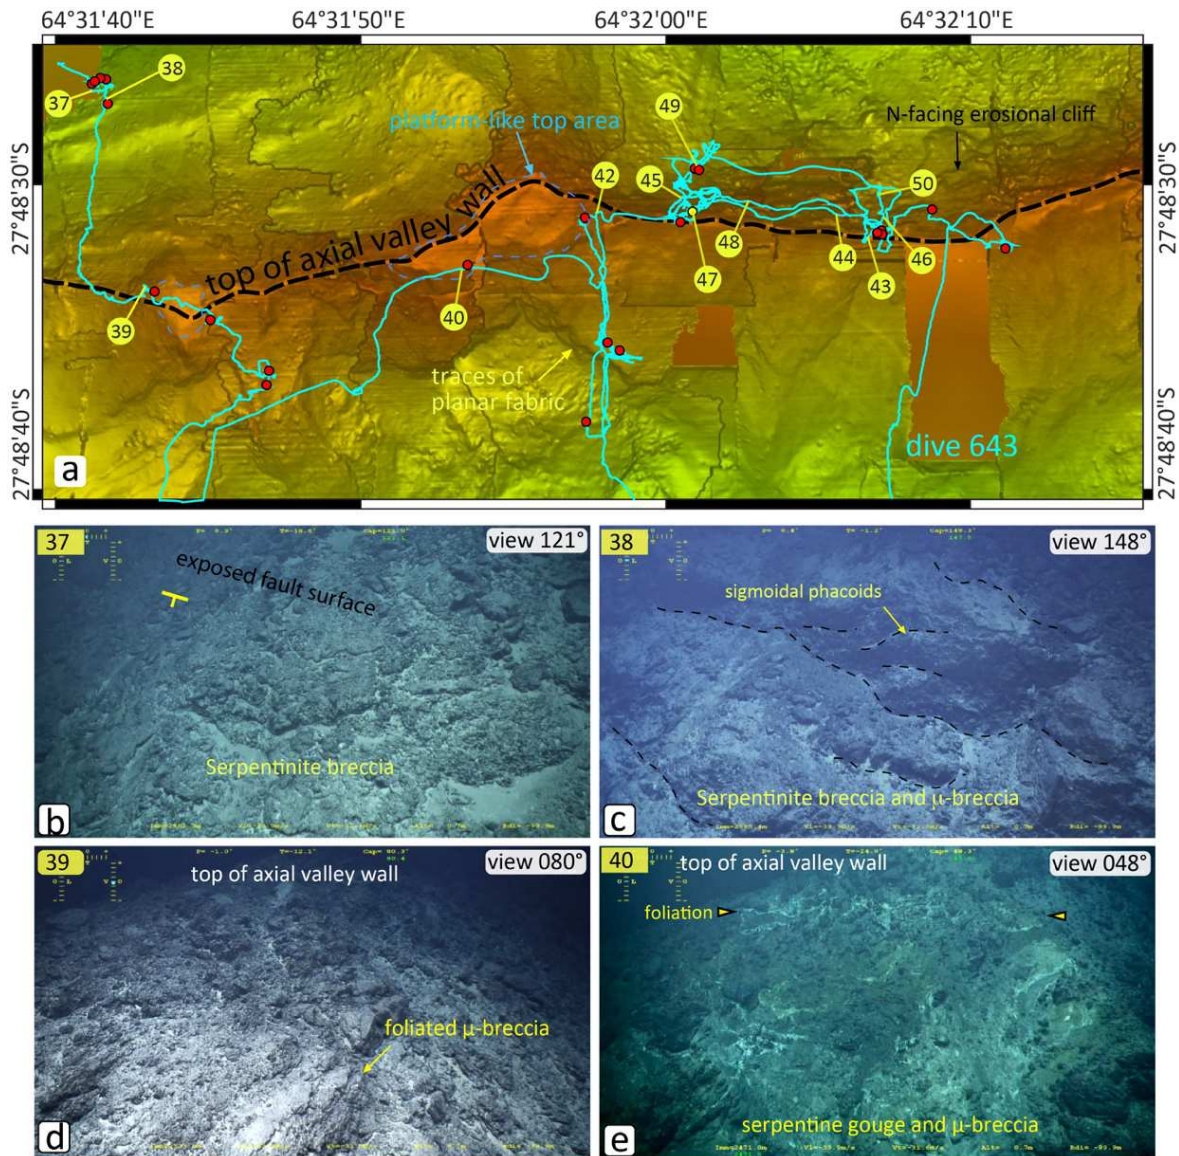 64°31'40"E 64°31'50"E 64°32'00"E 64°32'10"E
27°48'30"S
27°48'40"S
27°48'30"S
27°48'40"S
38
37
platform-like top area
49
N-facing erosional cliff
42
45
50
top of axial valley wall
48
44
46
47
43
39
40
traces of
planar fabric
dive 643
a
37
view 121°
exposed fault surface
Serpentinite breccia
b
38
view 148°
sigmoidal phacoids
Serpentinite breccia and μ-breccia
c
39
view 080°
top of axial valley wall
foliated μ-breccia
d
40
top of axial valley wall
view 048°
foliation
serpentine gouge and μ-breccia
e